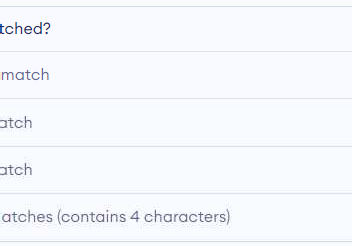 tched?
match
atch
atch
atches (contains 4 characters)